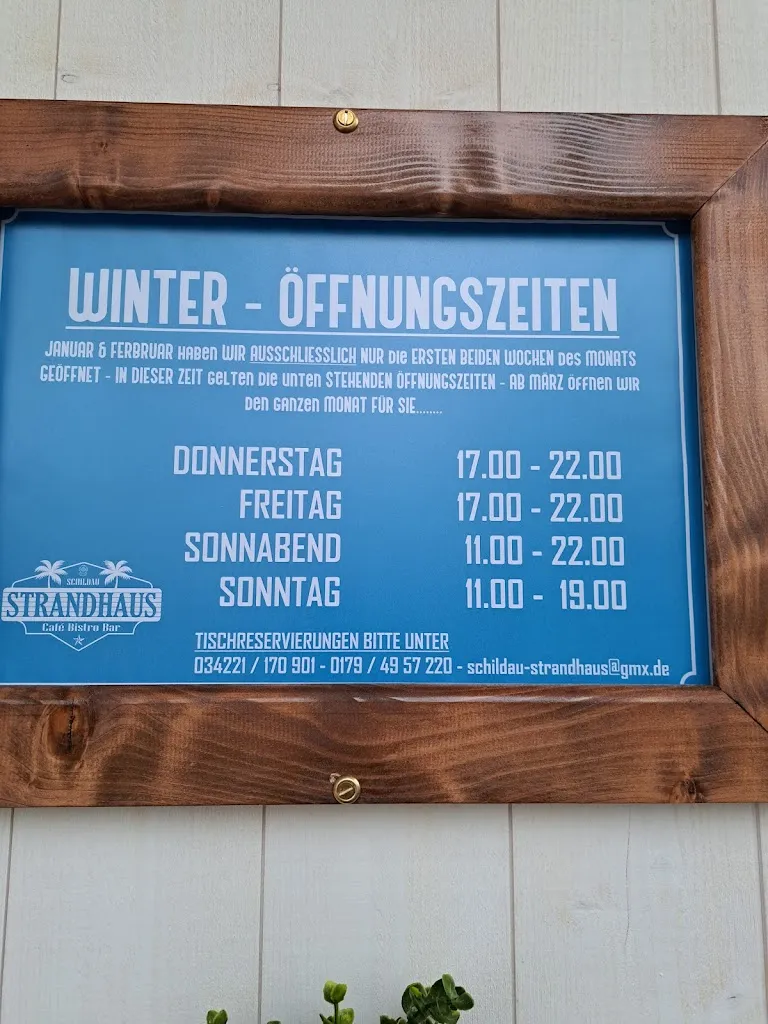 WINTER - ÖFFNUNGSZEITEN
JANUAR & FERBRUAR HABEN WIR AUSSCHLIESSLICH NUR DIE ERSTEN BEIDEN WOCHEN DES MONATS
GEÖFFNET - IN DIESER ZEIT GELTEN DIE UNTEN STEHENDEN ÖFFNUNGSZEITEN - AB MÄRZ ÖFFNEN WIR
DEN GANZEN MONAT FÜR SIE........
DONNERSTAG 17.00 - 22.00
FREITAG 17.00 - 22.00
SONNABEND 11.00 - 22.00
SONNTAG 11.00 - 19.00
SCHILDAU
STRANDHAUS
Café Bistro Bar
TISCHRESERVIERUNGEN BITTE UNTER
034221 / 170 901 - 0179 / 49 57 220 - schildau-strandhaus@gmx.de